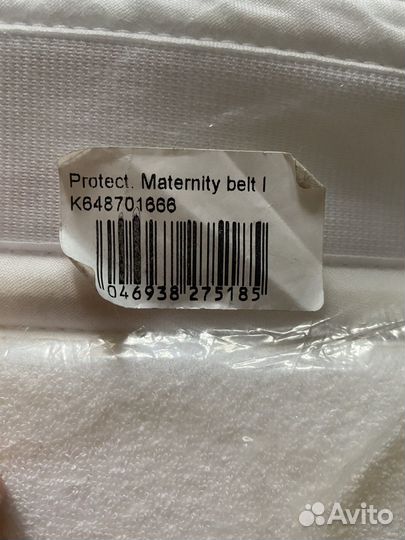 Protect. Maternity belt I
K648701666
046938 275185
Avito